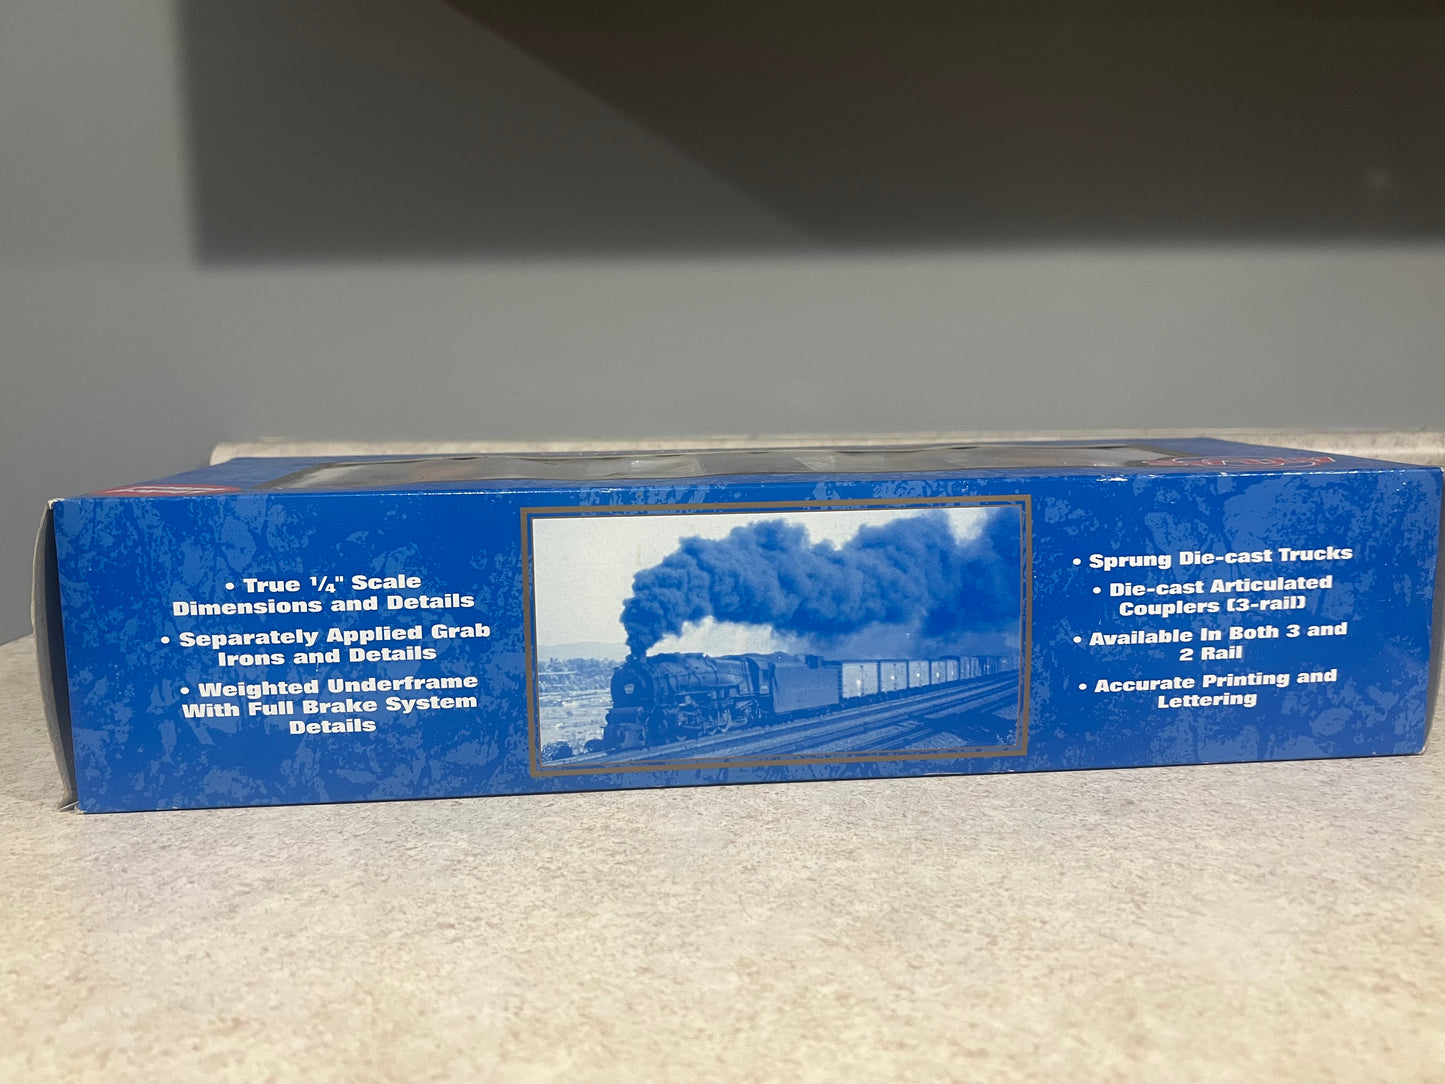 • True 1/4" Scale
Dimensions and Details
• Separately Applied Grab
Irons and Details
• Weighted Underframe
With Full Brake System
Details
• Sprung Die-cast Trucks
• Die-cast Articulated
Couplers (3-rail)
• Available In Both 3 and
2 Rail
• Accurate Printing and
Lettering